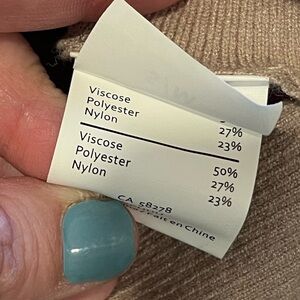 Viscose
Polyester 27%
Nylon 23%
Viscose 50%
Polyester 27%
Nylon 23%
CA 58278
en Chine